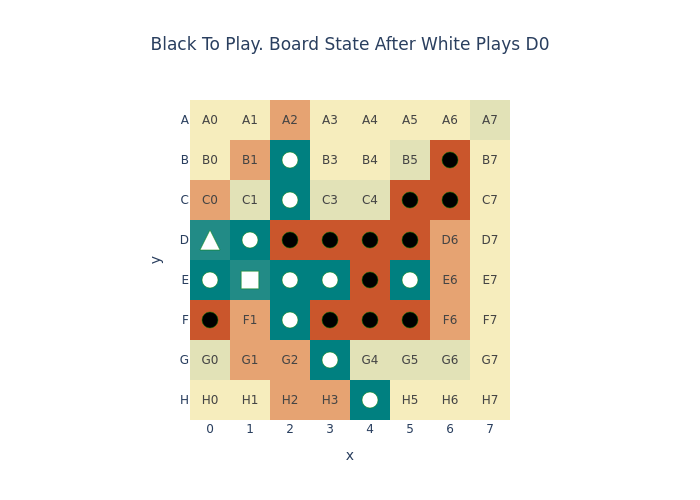 Black To Play. Board State After White Plays D0
A A0 A1 A2 A3 A4 A5 A6 A7
B B0 B1 B3 B4 B5 B7
C C0 C1 C3 C4 C7
D D6 D7
E E6 E7
F F1 F6 F7
G G0 G1 G2 G4 G5 G6 G7
H H0 H1 H2 H3 H5 H6 H7
0 1 2 3 4 5 6 7
x
y